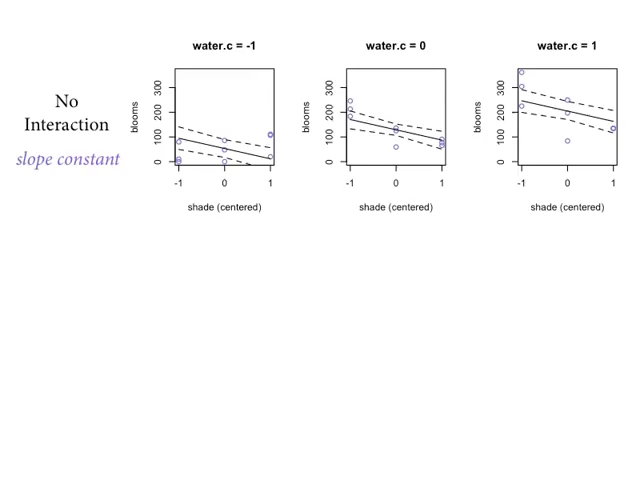 water.c = -1
water.c = 0
water.c = 1
No
Interaction
slope constant
blooms
0 100 200 300
-1 0 1
shade (centered)
blooms
0 100 200 300
-1 0 1
shade (centered)
blooms
0 100 200 300
-1 0 1
shade (centered)